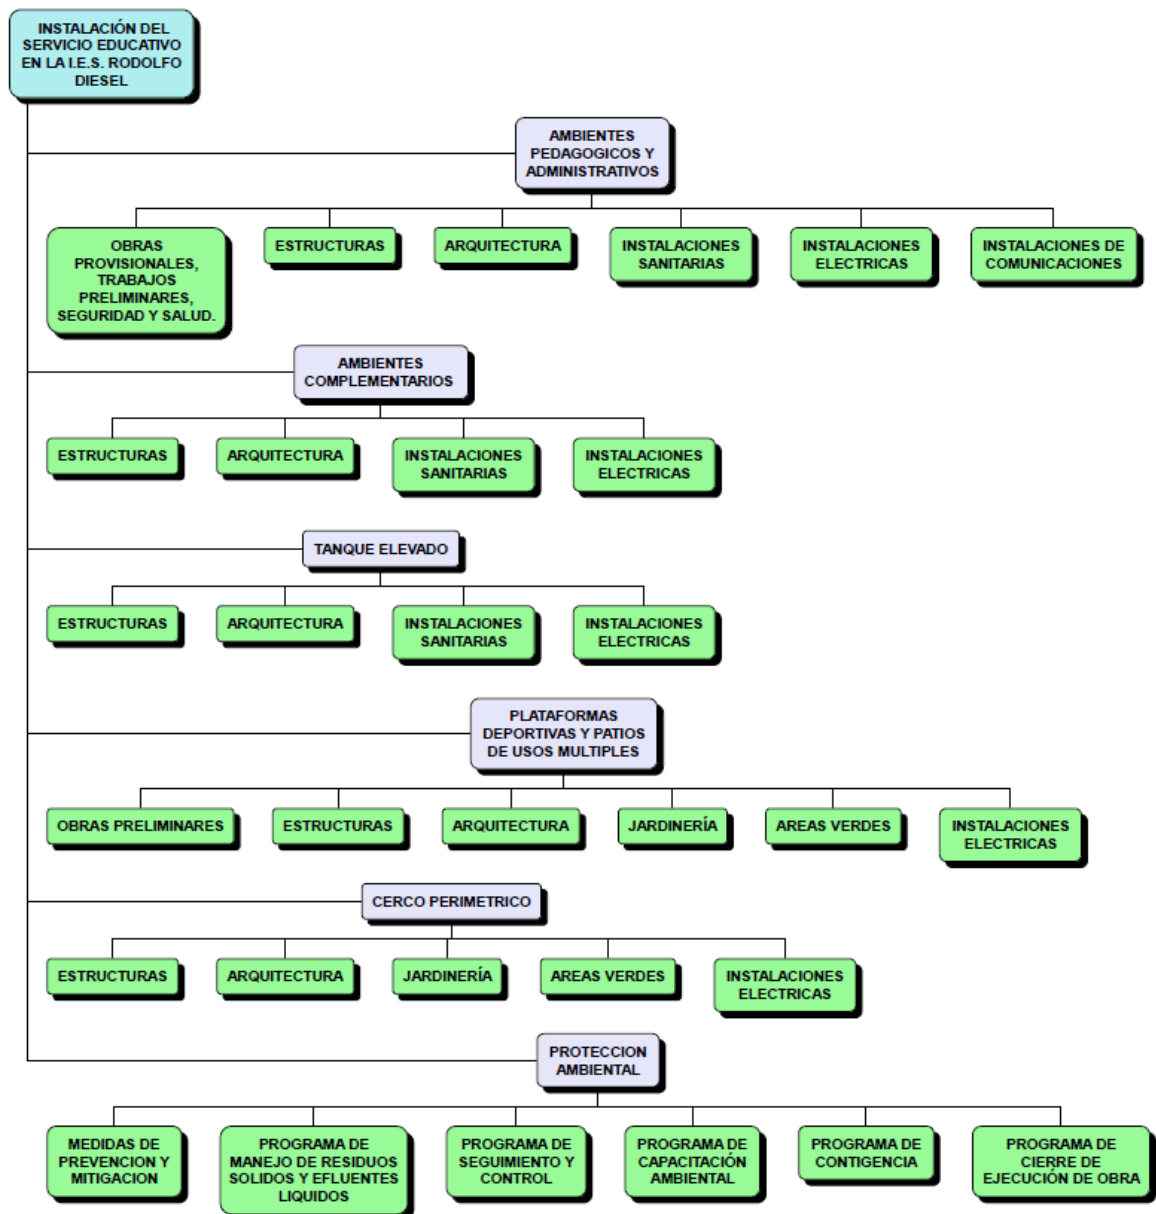 INSTALACIÓN DEL
SERVICIO EDUCATIVO
EN LA I.E.S. RODOLFO
DIESEL
AMBIENTES
PEDAGOGICOS Y
ADMINISTRATIVOS
OBRAS
PROVISIONALES,
TRABAJOS
PRELIMINARES,
SEGURIDAD Y SALUD.
ESTRUCTURAS
ARQUITECTURA
INSTALACIONES
SANITARIAS
INSTALACIONES
ELECTRICAS
INSTALACIONES DE
COMUNICACIONES
AMBIENTES
COMPLEMENTARIOS
ESTRUCTURAS
ARQUITECTURA
INSTALACIONES
SANITARIAS
INSTALACIONES
ELECTRICAS
TANQUE ELEVADO
ESTRUCTURAS
ARQUITECTURA
INSTALACIONES
SANITARIAS
INSTALACIONES
ELECTRICAS
PLATAFORMAS
DEPORTIVAS Y PATIOS
DE USOS MULTIPLES
OBRAS PRELIMINARES
ESTRUCTURAS
ARQUITECTURA
JARDINERÍA
AREAS VERDES
INSTALACIONES
ELECTRICAS
CERCO PERIMETRICO
ESTRUCTURAS
ARQUITECTURA
JARDINERÍA
AREAS VERDES
INSTALACIONES
ELECTRICAS
PROTECCION
AMBIENTAL
MEDIDAS DE
PREVENCION Y
MITIGACION
PROGRAMA DE
MANEJO DE RESIDUOS
SOLIDOS Y EFLUENTES
LIQUIDOS
PROGRAMA DE
SEGUIMIENTO Y
CONTROL
PROGRAMA DE
CAPACITACIÓN
AMBIENTAL
PROGRAMA DE
CONTIGENCIA
PROGRAMA DE
CIERRE DE
EJECUCIÓN DE OBRA